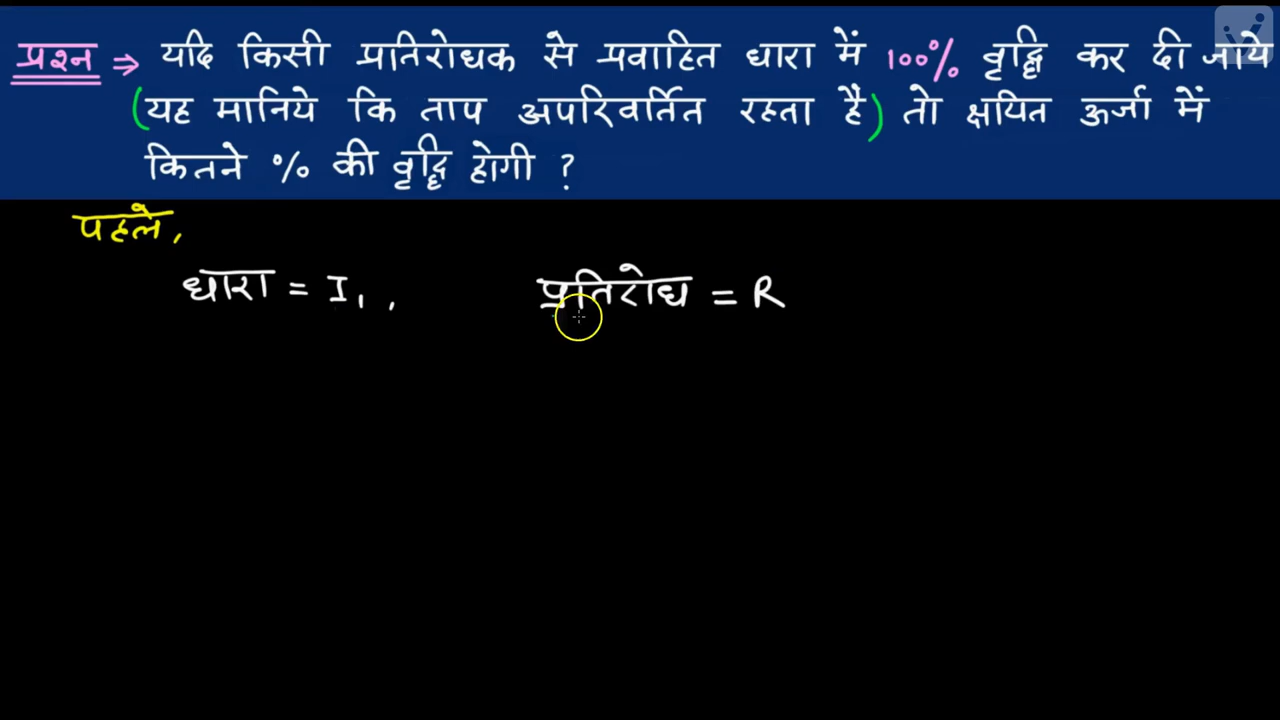 प्रश्न ⇒ यदि किसी प्रतिरोधक से प्रवाहित धारा में 100% वृद्धि कर दी जाये
(यह मानिये कि ताप अपरिवर्तित रहता है) तो क्षयित ऊर्जा में
कितने % की वृद्धि होगी ?
पहले,
धारा = I₁ , प्रतिरोध = R